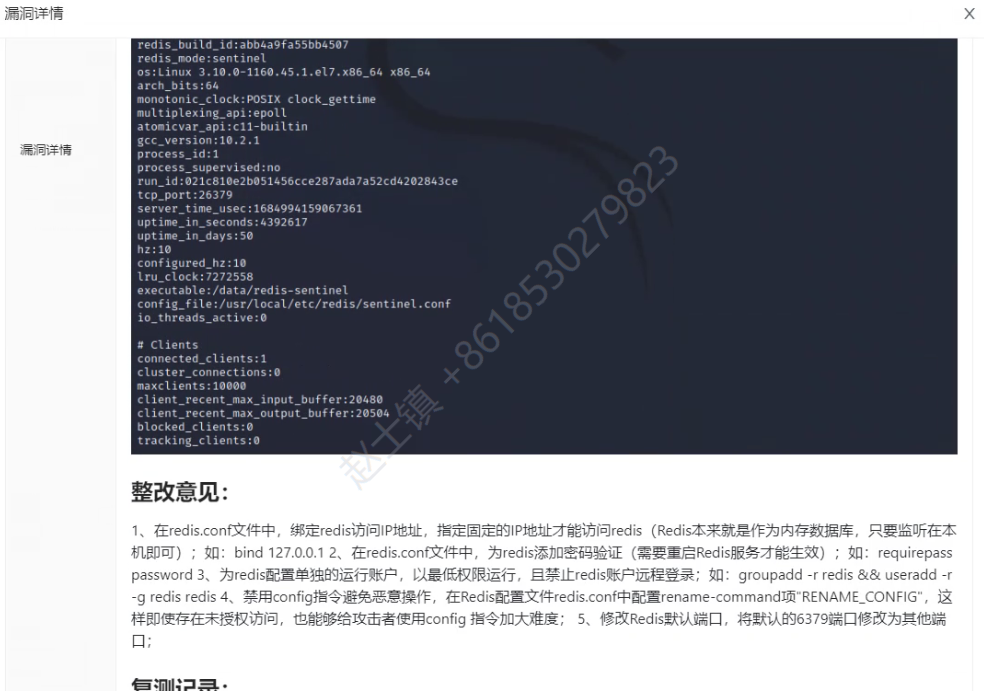 漏洞详情
X
漏洞详情
redis_build_id:abb4a9fa55bb4507
redis_mode:sentinel
os:Linux 3.10.0-1160.45.1.el7.x86_64 x86_64
arch_bits:64
monotonic_clock:POSIX clock_gettime
multiplexing_api:epoll
atomicvar_api:c11-builtin
gcc_version:10.2.1
process_id:1
process_supervised:no
run_id:021c810e2b051456cce287ada7a52cd4202843ce
tcp_port:26379
server_time_usec:1684994159067361
uptime_in_seconds:4392617
uptime_in_days:50
hz:10
configured_hz:10
lru_clock:7272558
executable:/data/redis-sentinel
config_file:/usr/local/etc/redis/sentinel.conf
io_threads_active:0
# Clients
connected_clients:1
cluster_connections:0
maxclients:10000
client_recent_max_input_buffer:20480
client_recent_max_output_buffer:20504
blocked_clients:0
tracking_clients:0
赵士镇 +8618530279823
整改意见：
1、在redis.conf文件中，绑定redis访问IP地址，指定固定的IP地址才能访问redis（Redis本来就是作为内存数据库，只要监听在本
机即可）；如：bind 127.0.0.1 2、在redis.conf文件中，为redis添加密码验证（需要重启Redis服务才能生效）；如：requirepass
password 3、为redis配置单独的运行账户，以最低权限运行，且禁止redis账户远程登录；如：groupadd -r redis && useradd -r
-g redis redis 4、禁用config指令避免恶意操作，在Redis配置文件redis.conf中配置rename-command项"RENAME_CONFIG"，这
样即使存在未授权访问，也能够给攻击者使用config 指令加大难度； 5、修改Redis默认端口，将默认的6379端口修改为其他端
口；
复测记录：